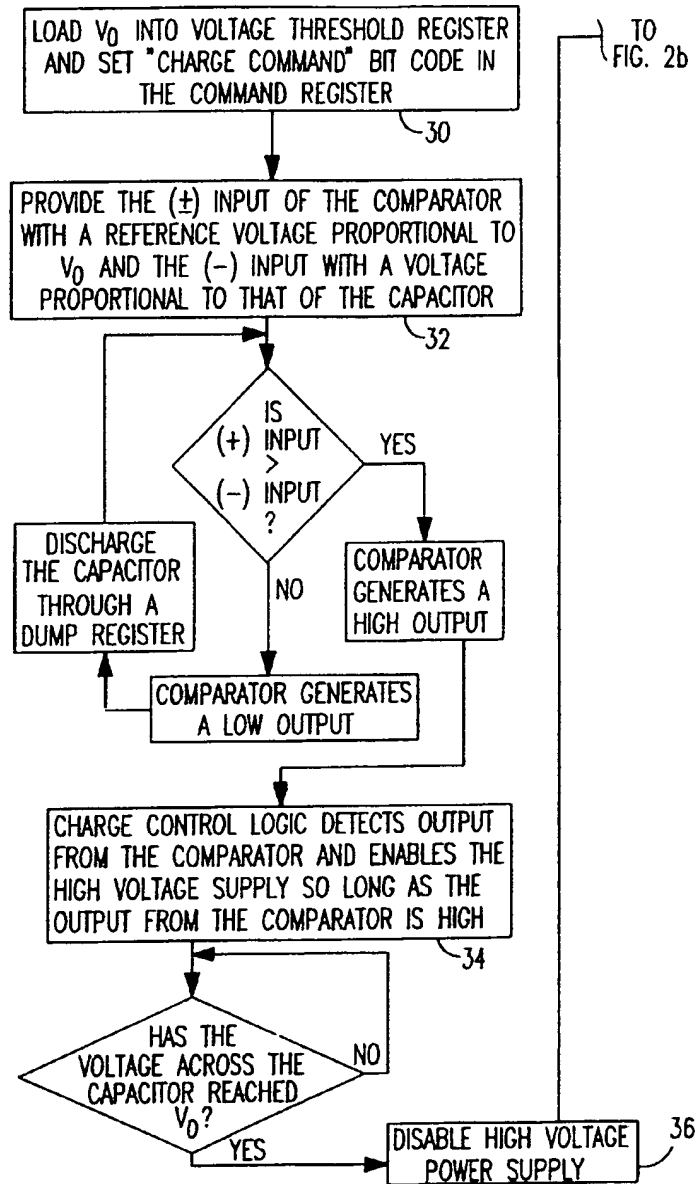 LOAD V0 INTO VOLTAGE THRESHOLD REGISTER
AND SET "CHARGE COMMAND" BIT CODE IN
THE COMMAND REGISTER
30
TO
FIG. 2b
PROVIDE THE (±) INPUT OF THE COMPARATOR
WITH A REFERENCE VOLTAGE PROPORTIONAL TO
V0 AND THE (-) INPUT WITH A VOLTAGE
PROPORTIONAL TO THAT OF THE CAPACITOR
32
IS
(+) INPUT
>
(-) INPUT
?
YES
NO
DISCHARGE
THE CAPACITOR
THROUGH A
DUMP REGISTER
COMPARATOR
GENERATES A
HIGH OUTPUT
COMPARATOR GENERATES
A LOW OUTPUT
CHARGE CONTROL LOGIC DETECTS OUTPUT
FROM THE COMPARATOR AND ENABLES THE
HIGH VOLTAGE SUPPLY SO LONG AS THE
OUTPUT FROM THE COMPARATOR IS HIGH
34
HAS THE
VOLTAGE ACROSS THE
CAPACITOR REACHED
V0?
NO
YES
DISABLE HIGH VOLTAGE
POWER SUPPLY
36